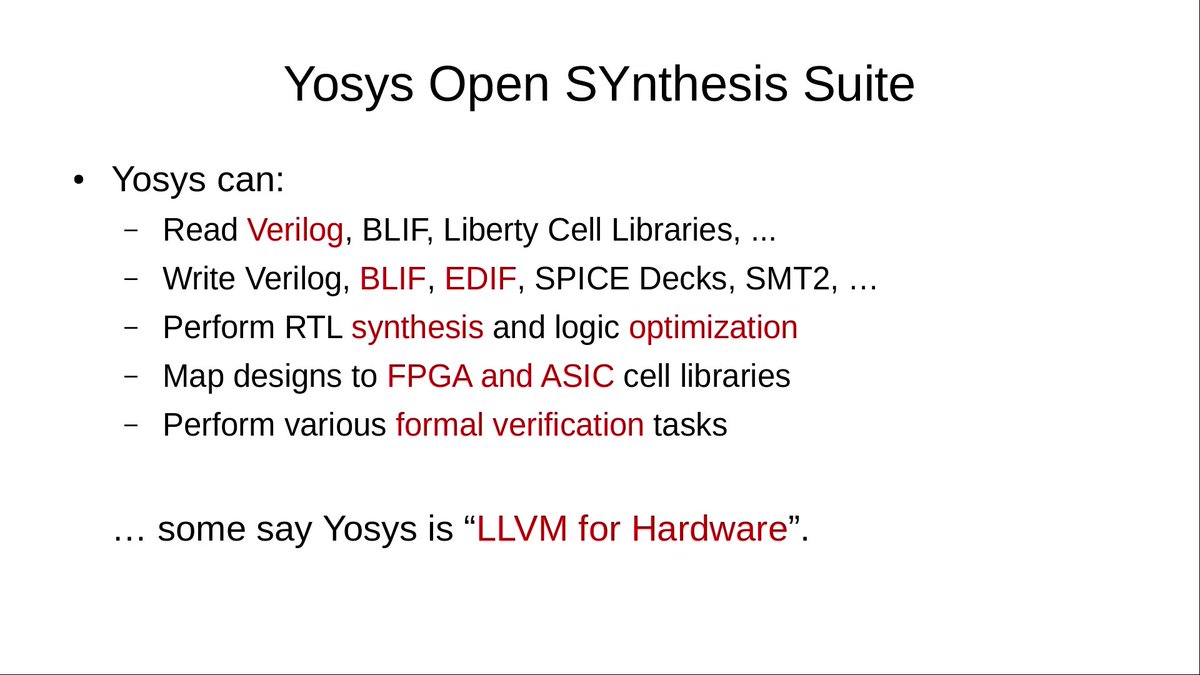 Yosys Open SYnthesis Suite
• Yosys can:
– Read Verilog, BLIF, Liberty Cell Libraries, ...
– Write Verilog, BLIF, EDIF, SPICE Decks, SMT2, …
– Perform RTL synthesis and logic optimization
– Map designs to FPGA and ASIC cell libraries
– Perform various formal verification tasks
… some say Yosys is “LLVM for Hardware”.